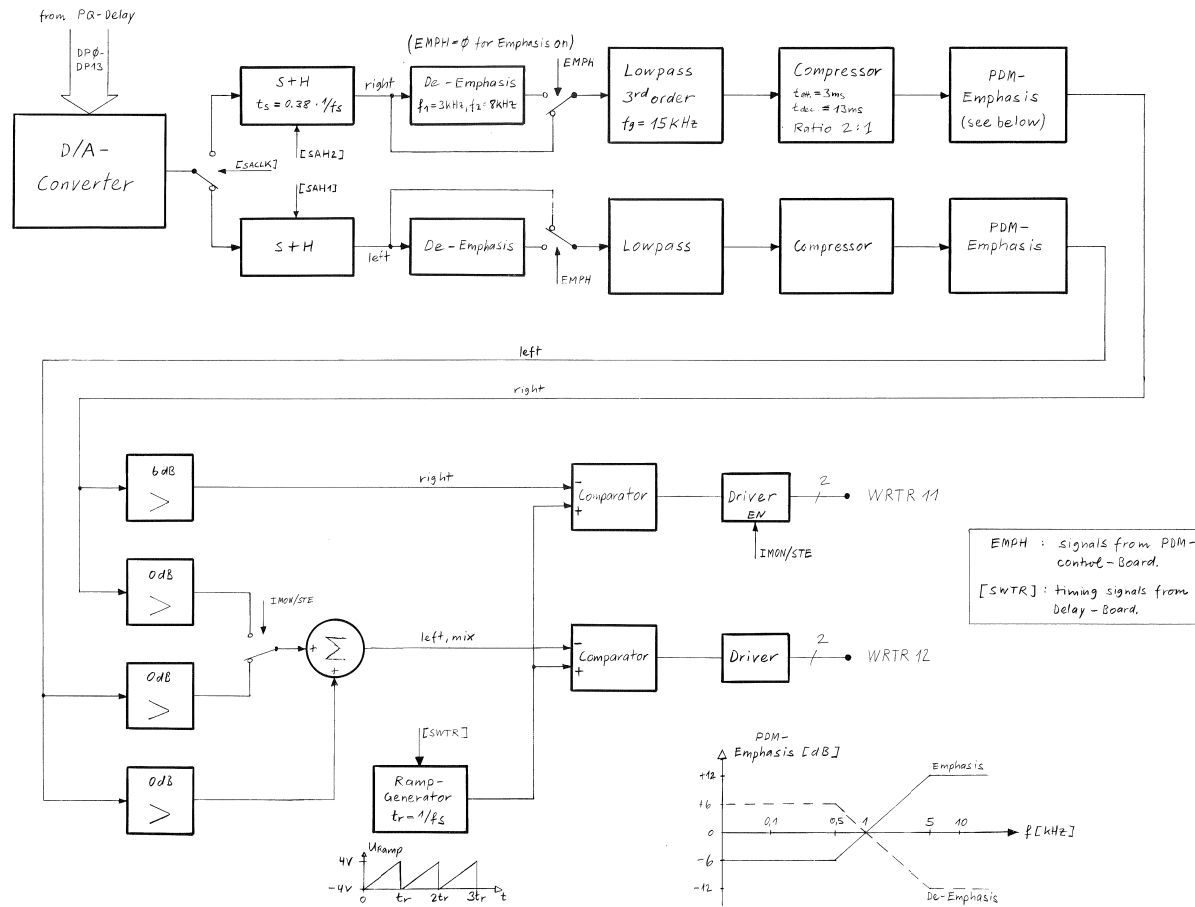 from PQ-Delay
DPØ-
DP13
D/A-
Converter
[SACLK]
S+H
ts = 0.38 · 1/fs
[SAH2]
[SAH1]
S+H
right
left
(EMPH=Ø for Emphasis on)
De-Emphasis
f1=3kHz, f2=8kHz
EMPH
De-Emphasis
EMPH
Lowpass
3rd order
fg = 15 kHz
Lowpass
Compressor
tatt. = 3ms
tdec. = 13ms
Ratio 2:1
Compressor
PDM-
Emphasis
(see below)
PDM-
Emphasis
left
right
6dB
>
right
-
+
Comparator
Driver
EN
IMON/STE
2
WRTR 11
0dB
>
IMON/STE
0dB
>
+
Σ
+
left, mix
-
+
Comparator
Driver
2
WRTR 12
0dB
>
[SWTR]
Ramp-
Generator
tr = 1/fs
URamp
4V
-4V
0
tr
2tr
3tr
t
EMPH : signals from PDM-
control-Board.
[SWTR] : timing signals from
Delay-Board.
PDM-
Emphasis [dB]
+12
+6
0
-6
-12
0,1
0,5
1
5
10
f [kHz]
Emphasis
De-Emphasis